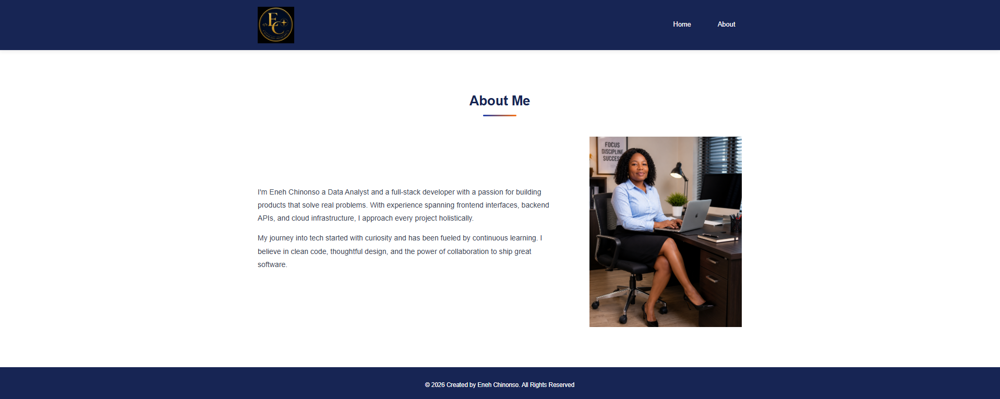 EC
Home
About
About Me
FOCUS
DISCIPLINE
SUCCES
I'm Eneh Chinonso a Data Analyst and a full-stack developer with a passion for building
products that solve real problems. With experience spanning frontend interfaces, backend
APIs, and cloud infrastructure, I approach every project holistically.
My journey into tech started with curiosity and has been fueled by continuous learning. I
believe in clean code, thoughtful design, and the power of collaboration to ship great
software.
© 2026 Created by Eneh Chinonso. All Rights Reserved